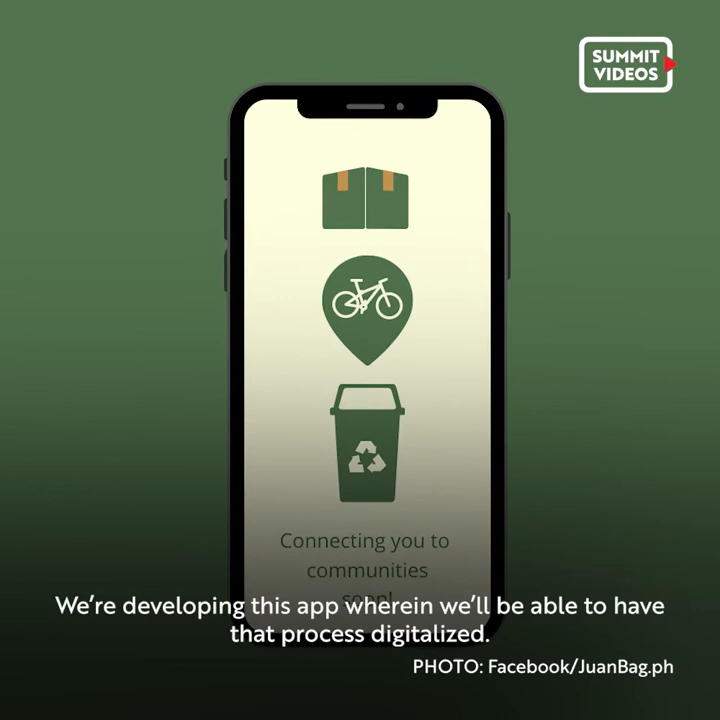 SUMMIT
VIDEOS
Connecting you to
communities
soon!
We're developing this app wherein we'll be able to have
that process digitalized.
PHOTO: Facebook/JuanBag.ph